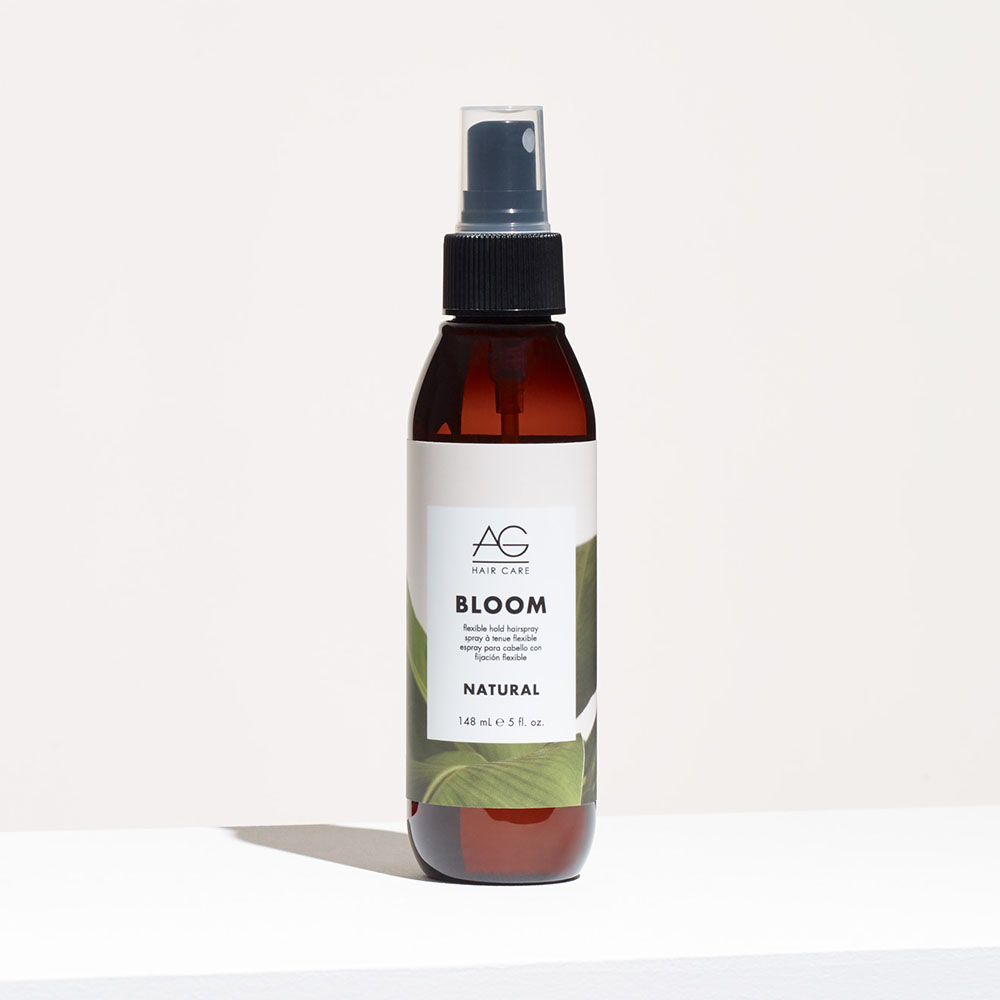 AG
HAIR CARE
BLOOM
flexible hold hairspray
spray à tenue flexible
espray para cabello con
fijación flexible
NATURAL
148 mL ℮ 5 fl. oz.